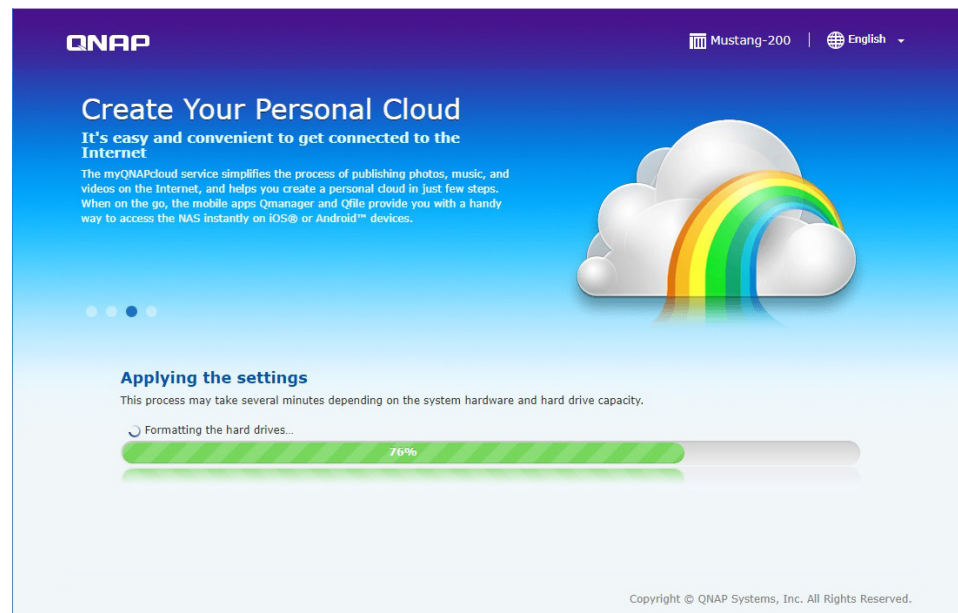 QNAP
Mustang-200 | English
Create Your Personal Cloud
It's easy and convenient to get connected to the
Internet
The myQNAPcloud service simplifies the process of publishing photos, music, and
videos on the Internet, and helps you create a personal cloud in just few steps.
When on the go, the mobile apps Qmanager and Qfile provide you with a handy
way to access the NAS instantly on iOS® or Android™ devices.
Applying the settings
This process may take several minutes depending on the system hardware and hard drive capacity.
Formatting the hard drives...
76%
Copyright © QNAP Systems, Inc. All Rights Reserved.